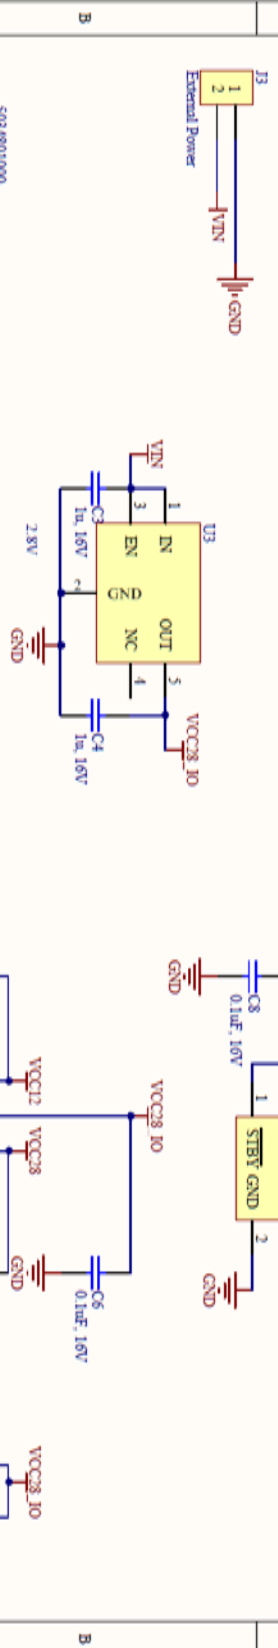 B
J3
1
2
External Power
VIN
GND
VIN
U3
1
3
IN
EN
C3
1u, 16V
2
GND
OUT
NC
5
4
2.8V
GND
C4
1u, 16V
VCC28_IO
C8
0.1uF, 16V
GND
1
STBY GND
2
GND
VCC12
VCC28
VCC28_IO
C6
0.1uF, 16V
GND
VCC28_IO
B